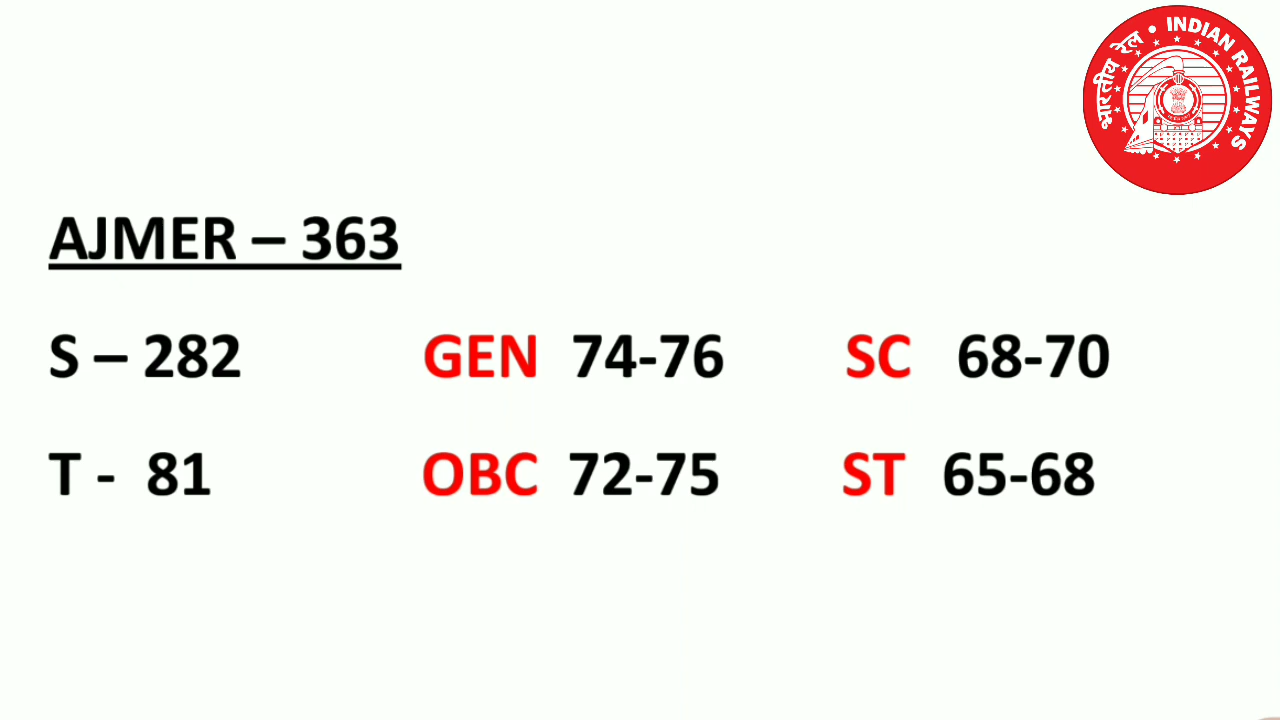 भारतीय रेल • INDIAN RAILWAYS
AJMER – 363
S – 282 GEN 74-76 SC 68-70
T - 81 OBC 72-75 ST 65-68